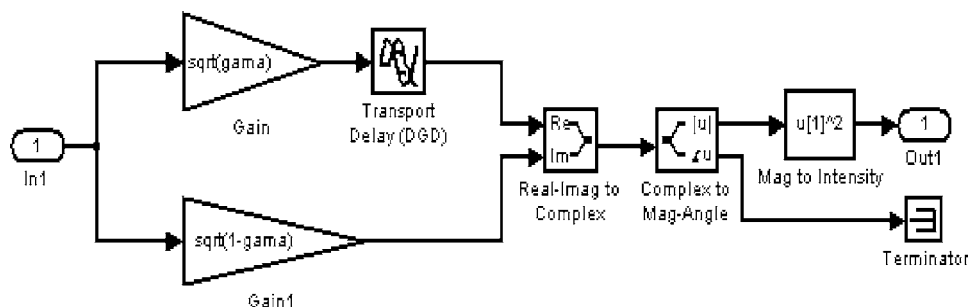 sqrt(gama)
Gain
Transport
Delay (DGD)
1
In1
sqrt(1-gama)
Gain1
Re
Im
Real-Imag to
Complex
|u|
∠u
Complex to
Mag-Angle
u[1]^2
Mag to Intensity
1
Out1
Terminator